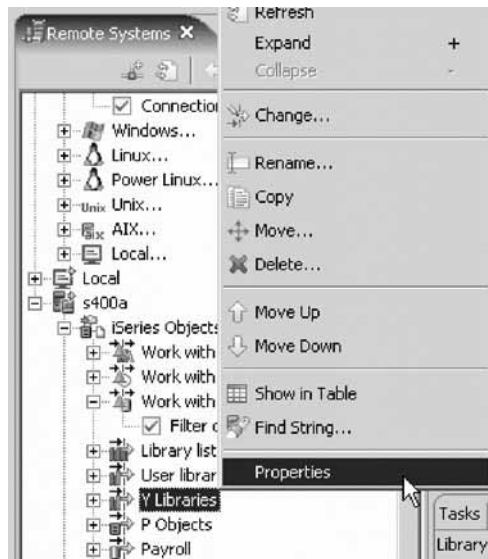 Remote Systems
Connection
Windows...
Linux...
Power Linux...
Unix Unix...
AIX...
Local...
Local
s400a
iSeries Objects
Work with
Work with
Work with
Filter
Library list
User librar
Y Libraries
P Objects
Payroll
Refresh
Expand +
Collapse -
Change...
Rename...
Copy
Move...
Delete...
Move Up
Move Down
Show in Table
Find String...
Properties
Tasks
Library